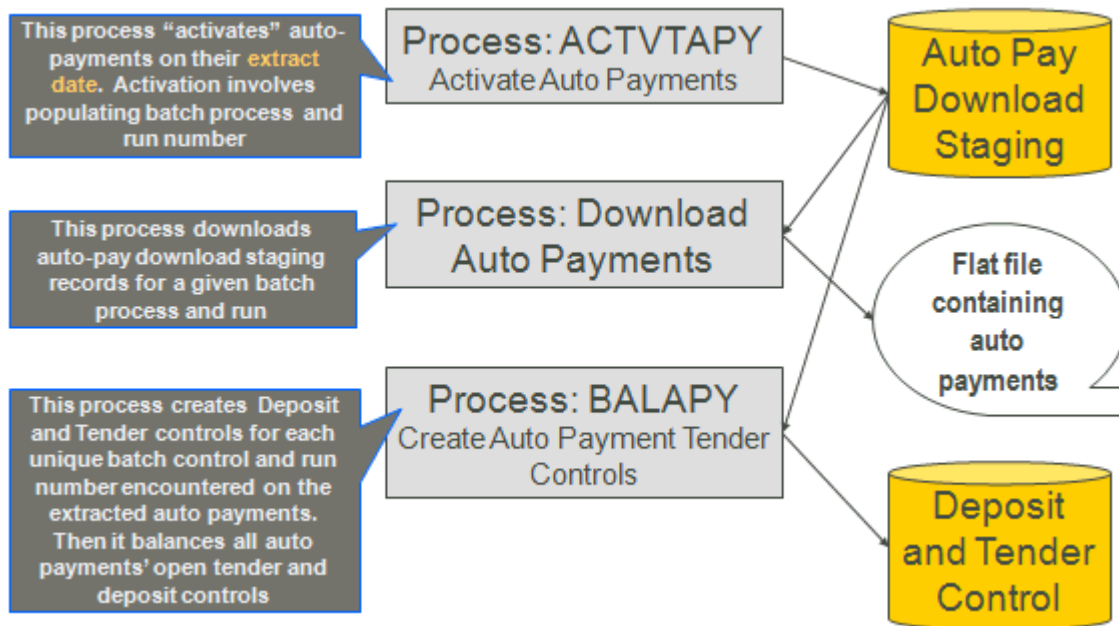 This process “activates” auto-
payments on their extract
date.  Activation involves
populating batch process and
run number
Process: ACTVTAPY
Activate Auto Payments
Auto Pay
Download
Staging
This process downloads
auto-pay download staging
records for a given batch
process and run
Process: Download
Auto Payments
Flat file
containing
auto
payments
This process creates Deposit
and Tender controls for each
unique batch control and run
number encountered on the
extracted auto payments.
Then it balances all auto
payments’ open tender and
deposit controls
Process: BALAPY
Create Auto Payment Tender
Controls
Deposit
and Tender
Control